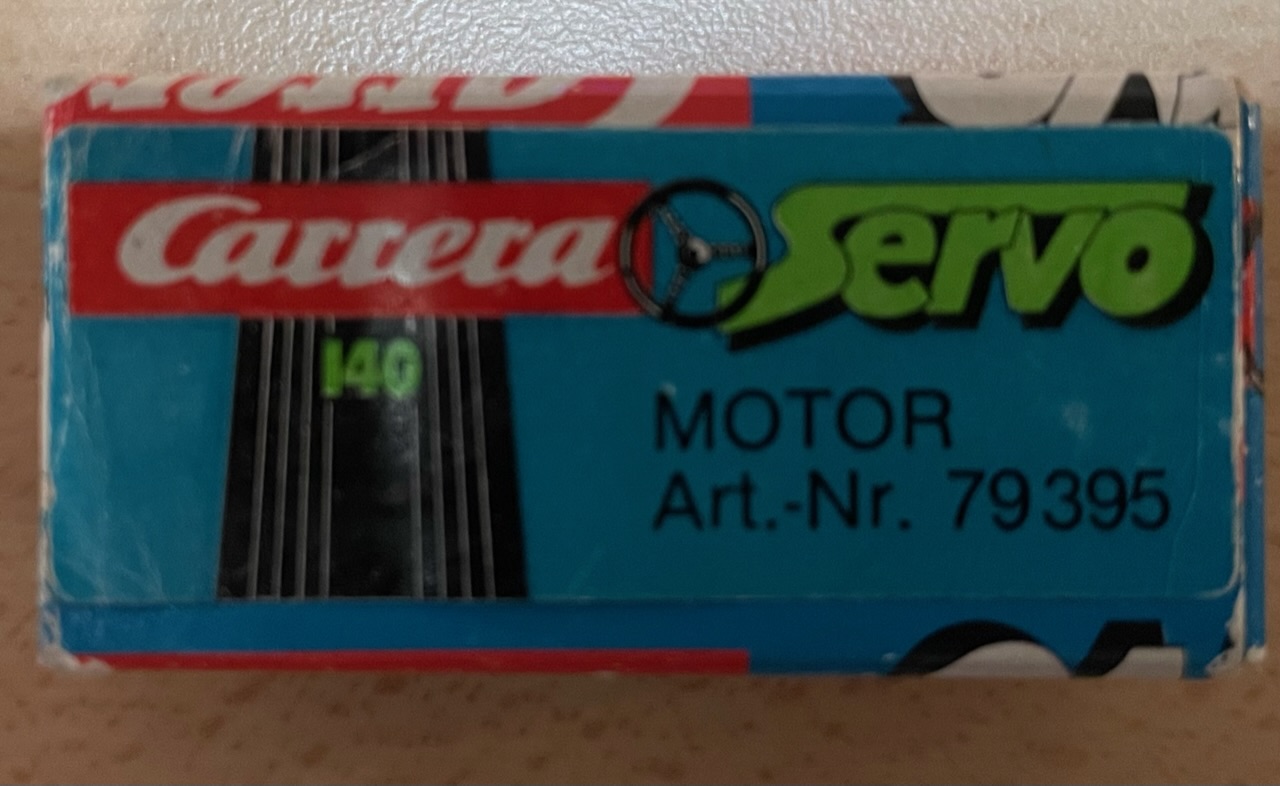 Carrera Servo
140
MOTOR
Art.-Nr. 79395